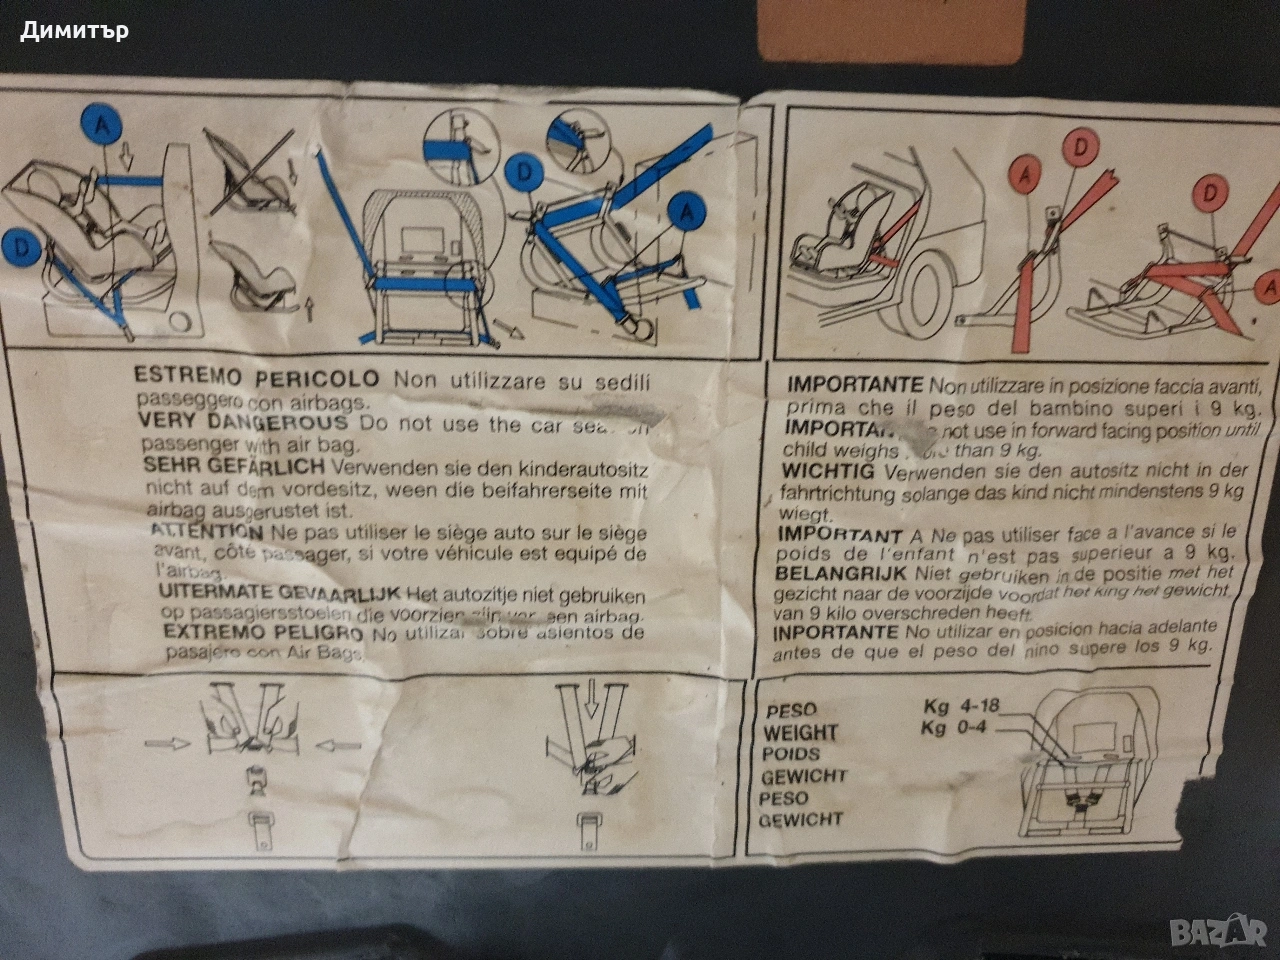 Димитър
A
D
D
A
A
D
D
A
ESTREMO PERICOLO Non utilizzare su sedili
passeggero con airbags.
VERY DANGEROUS Do not use the car on
passenger with air bag.
SEHR GEFÄRLICH Verwenden sie den kinderautositz
nicht auf dem vordesitz, ween die beifahrerseite mit
airbag ausgerustet ist.
ATTENTION Ne pas utiliser le siège auto sur le siège
avant, côté passager, si votre véhicule est equipé de
l'airbag.
UITERMATE GEVAARLIJK Het autozitje niet gebruiken
op passagiersstoelen die voorzien zijn van een airbag.
EXTREMO PELIGRO No utilizar sobre asientos de
pasajero con Air Bags
IMPORTANTE Non utilizzare in posizione faccia avanti,
prima che il peso del bambino superi i 9 kg.
not use in forward facing position until
child weighs than 9 kg.
WICHTIG Verwenden sie den autositz nicht in der
fahrtrichtung solange das kind nicht mindenstens 9 kg
wiegt.
IMPORTANT A Ne pas utiliser face a l'avance si le
poids de l'enfant n'est pas superieur a 9 kg.
BELANGRIJK Niet gebruiken in de positie met het
gezicht naar de voorzijde voordat het king het gewicht
van 9 kilo overschreden heeft.
INPORTANTE No utilizar en posicion hacia adelante
antes de que el peso del nino supere los 9 kg.
PESO Kg 4-18
WEIGHT Kg 0-4
POIDS
GEWICHT
PESO
GEWICHT
BAZAR